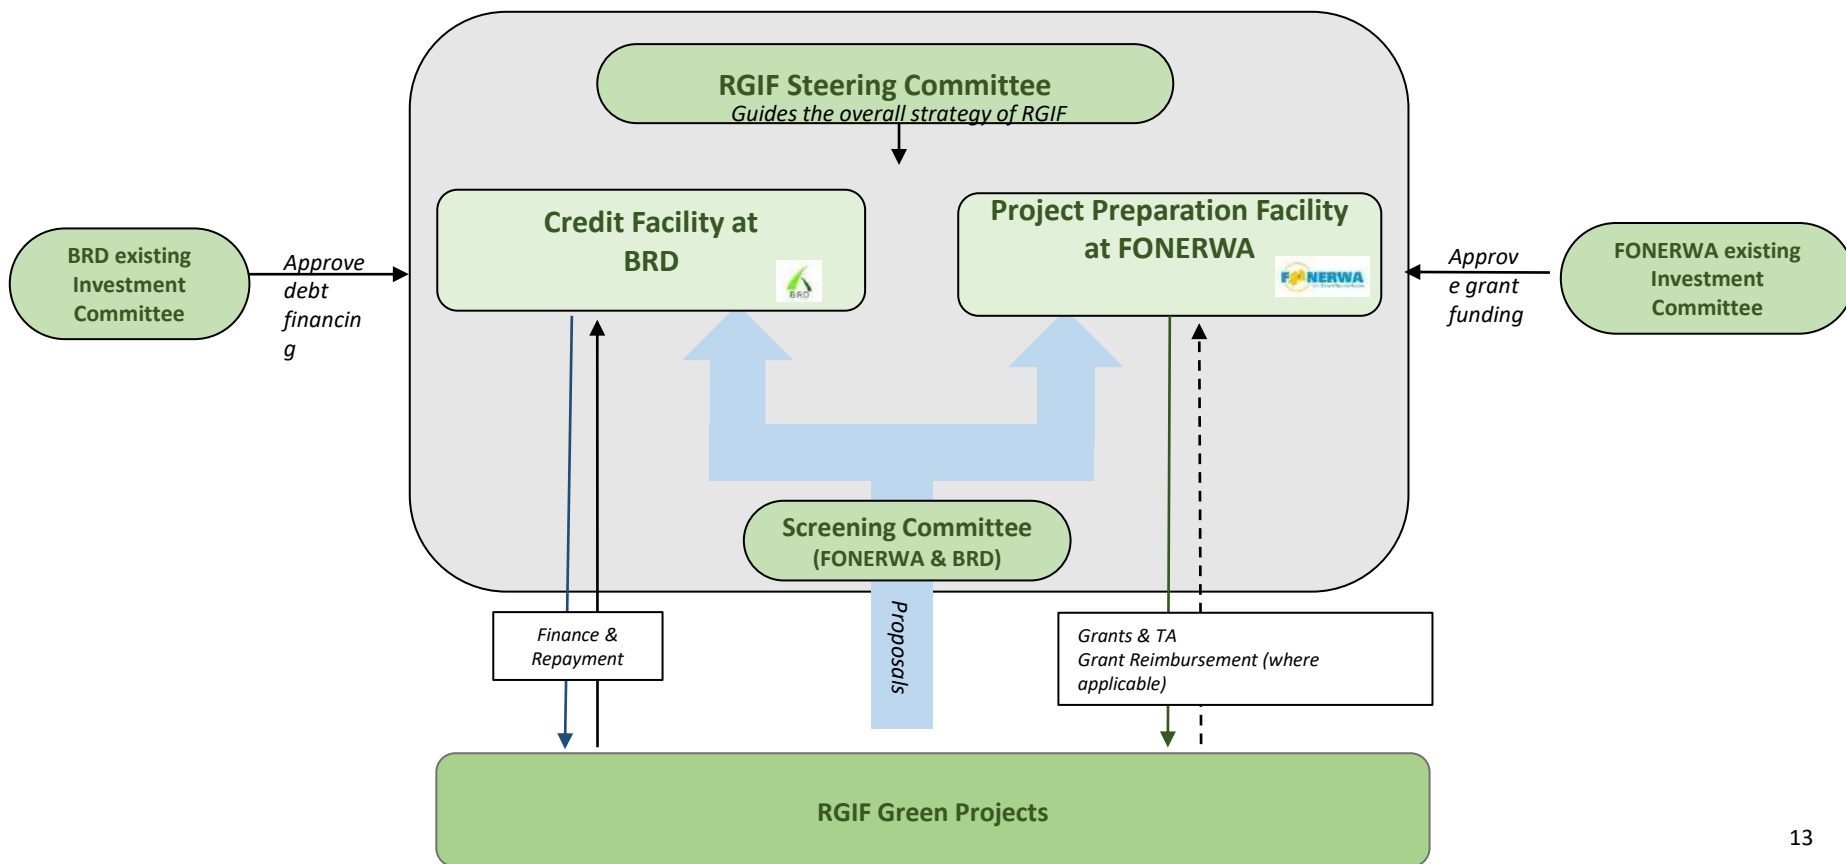 RGIF Steering Committee
Guides the overall strategy of RGIF
Credit Facility at
BRD
BRD
Project Preparation Facility
at FONERWA
FONERWA
BRD existing
Investment
Committee
Approve
debt
financin
g
Approv
e grant
funding
FONERWA existing
Investment
Committee
Screening Committee
(FONERWA & BRD)
Proposals
Finance &
Repayment
Grants & TA
Grant Reimbursement (where
applicable)
RGIF Green Projects
13